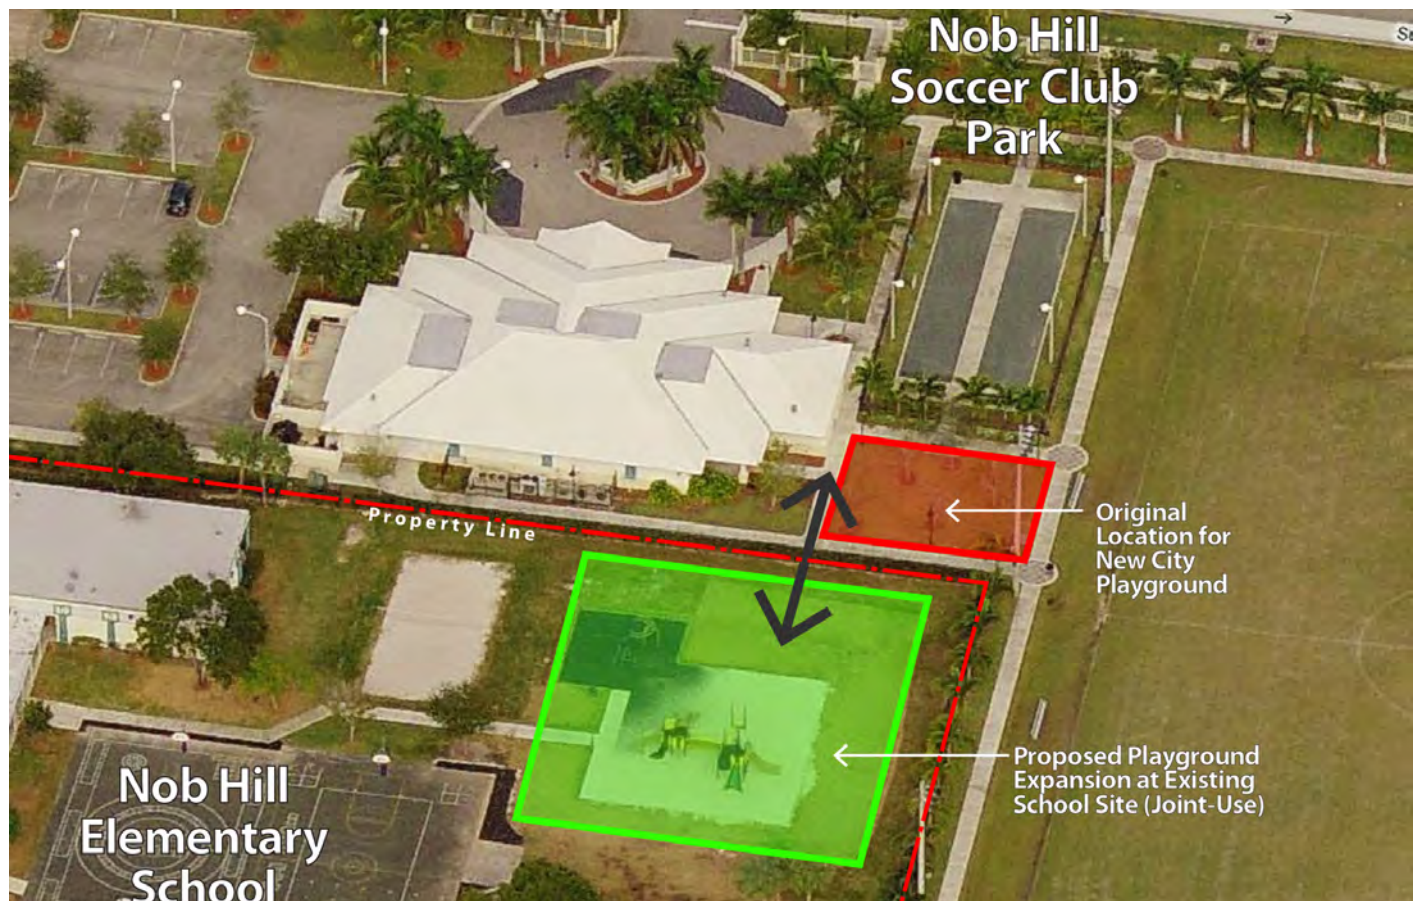 Nob Hill
Soccer Club
Park
Property Line
Original
Location for
New City
Playground
Proposed Playground
Expansion at Existing
School Site (Joint-Use)
Nob Hill
Elementary
School